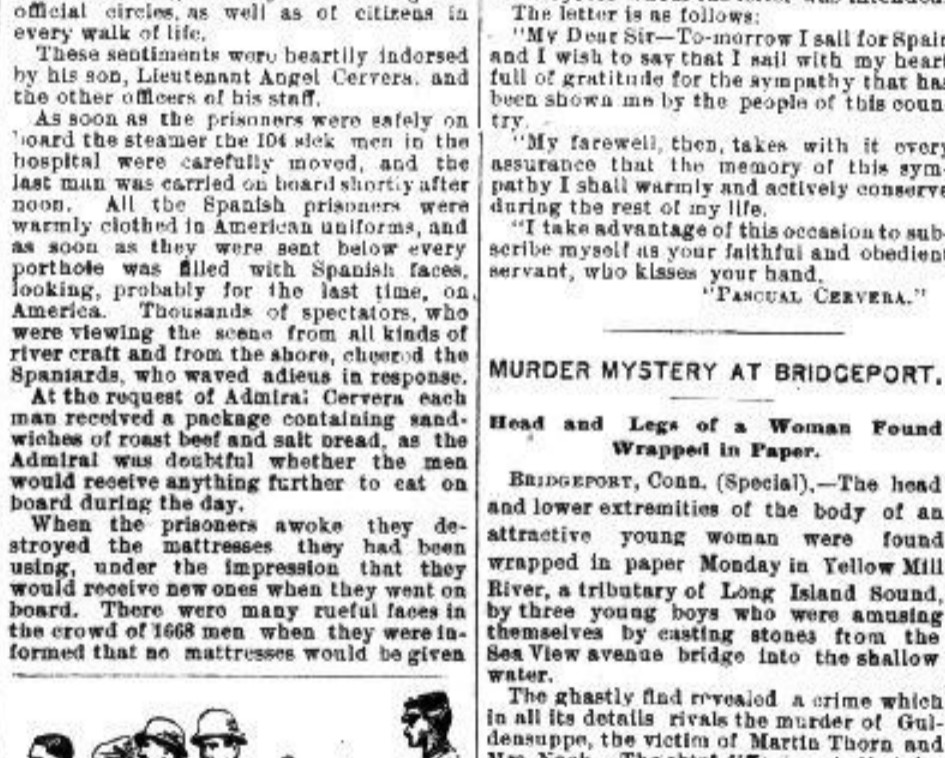 official circles, as well as of citizens in
every walk of life.
These sentiments were heartily indorsed
by his son, Lieutenant Angel Cervera, and
the other officers of his staff.
As soon as the prisoners were safely on
board the steamer the 104 sick men in the
hospital were carefully moved, and the
last man was carried on board shortly after
noon. All the Spanish prisoners were
warmly clothed in American uniforms, and
as soon as they were sent below every
porthole was filled with Spanish faces,
looking, probably for the last time, on
America. Thousands of spectators, who
were viewing the scene from all kinds of
river craft and from the shore, cheered the
Spaniards, who waved adieus in response.
At the request of Admiral Cervera each
man received a package containing sand-
wiches of roast beef and salt bread, as the
Admiral was doubtful whether the men
would receive anything further to eat on
board during the day.
When the prisoners awoke they de-
stroyed the mattresses they had been
using, under the impression that they
would receive new ones when they went on
board. There were many rueful faces in
the crowd of 1668 men when they were in-
formed that no mattresses would be given
The letter is as follows:
"My Dear Sir—To-morrow I sail for Spain
and I wish to say that I sail with my heart
full of gratitude for the sympathy that has
been shown me by the people of this coun
try.
"My farewell, then, takes with it every
assurance that the memory of this sym-
pathy I shall warmly and actively conserve
during the rest of my life.
"I take advantage of this occasion to sub-
scribe myself as your faithful and obedient
servant, who kisses your hand,
"PASCUAL CERVERA."
MURDER MYSTERY AT BRIDGEPORT.
Head and Legs of a Woman Found
Wrapped in Paper.
BRIDGEPORT, Conn. (Special).—The head
and lower extremities of the body of an
attractive young woman were found
wrapped in paper Monday in Yellow Mill
River, a tributary of Long Island Sound,
by three young boys who were amusing
themselves by casting stones from the
Sea View avenue bridge into the shallow
water.
The ghastly find revealed a crime which
in all its details rivals the murder of Gul-
densuppe, the victim of Martin Thorn and